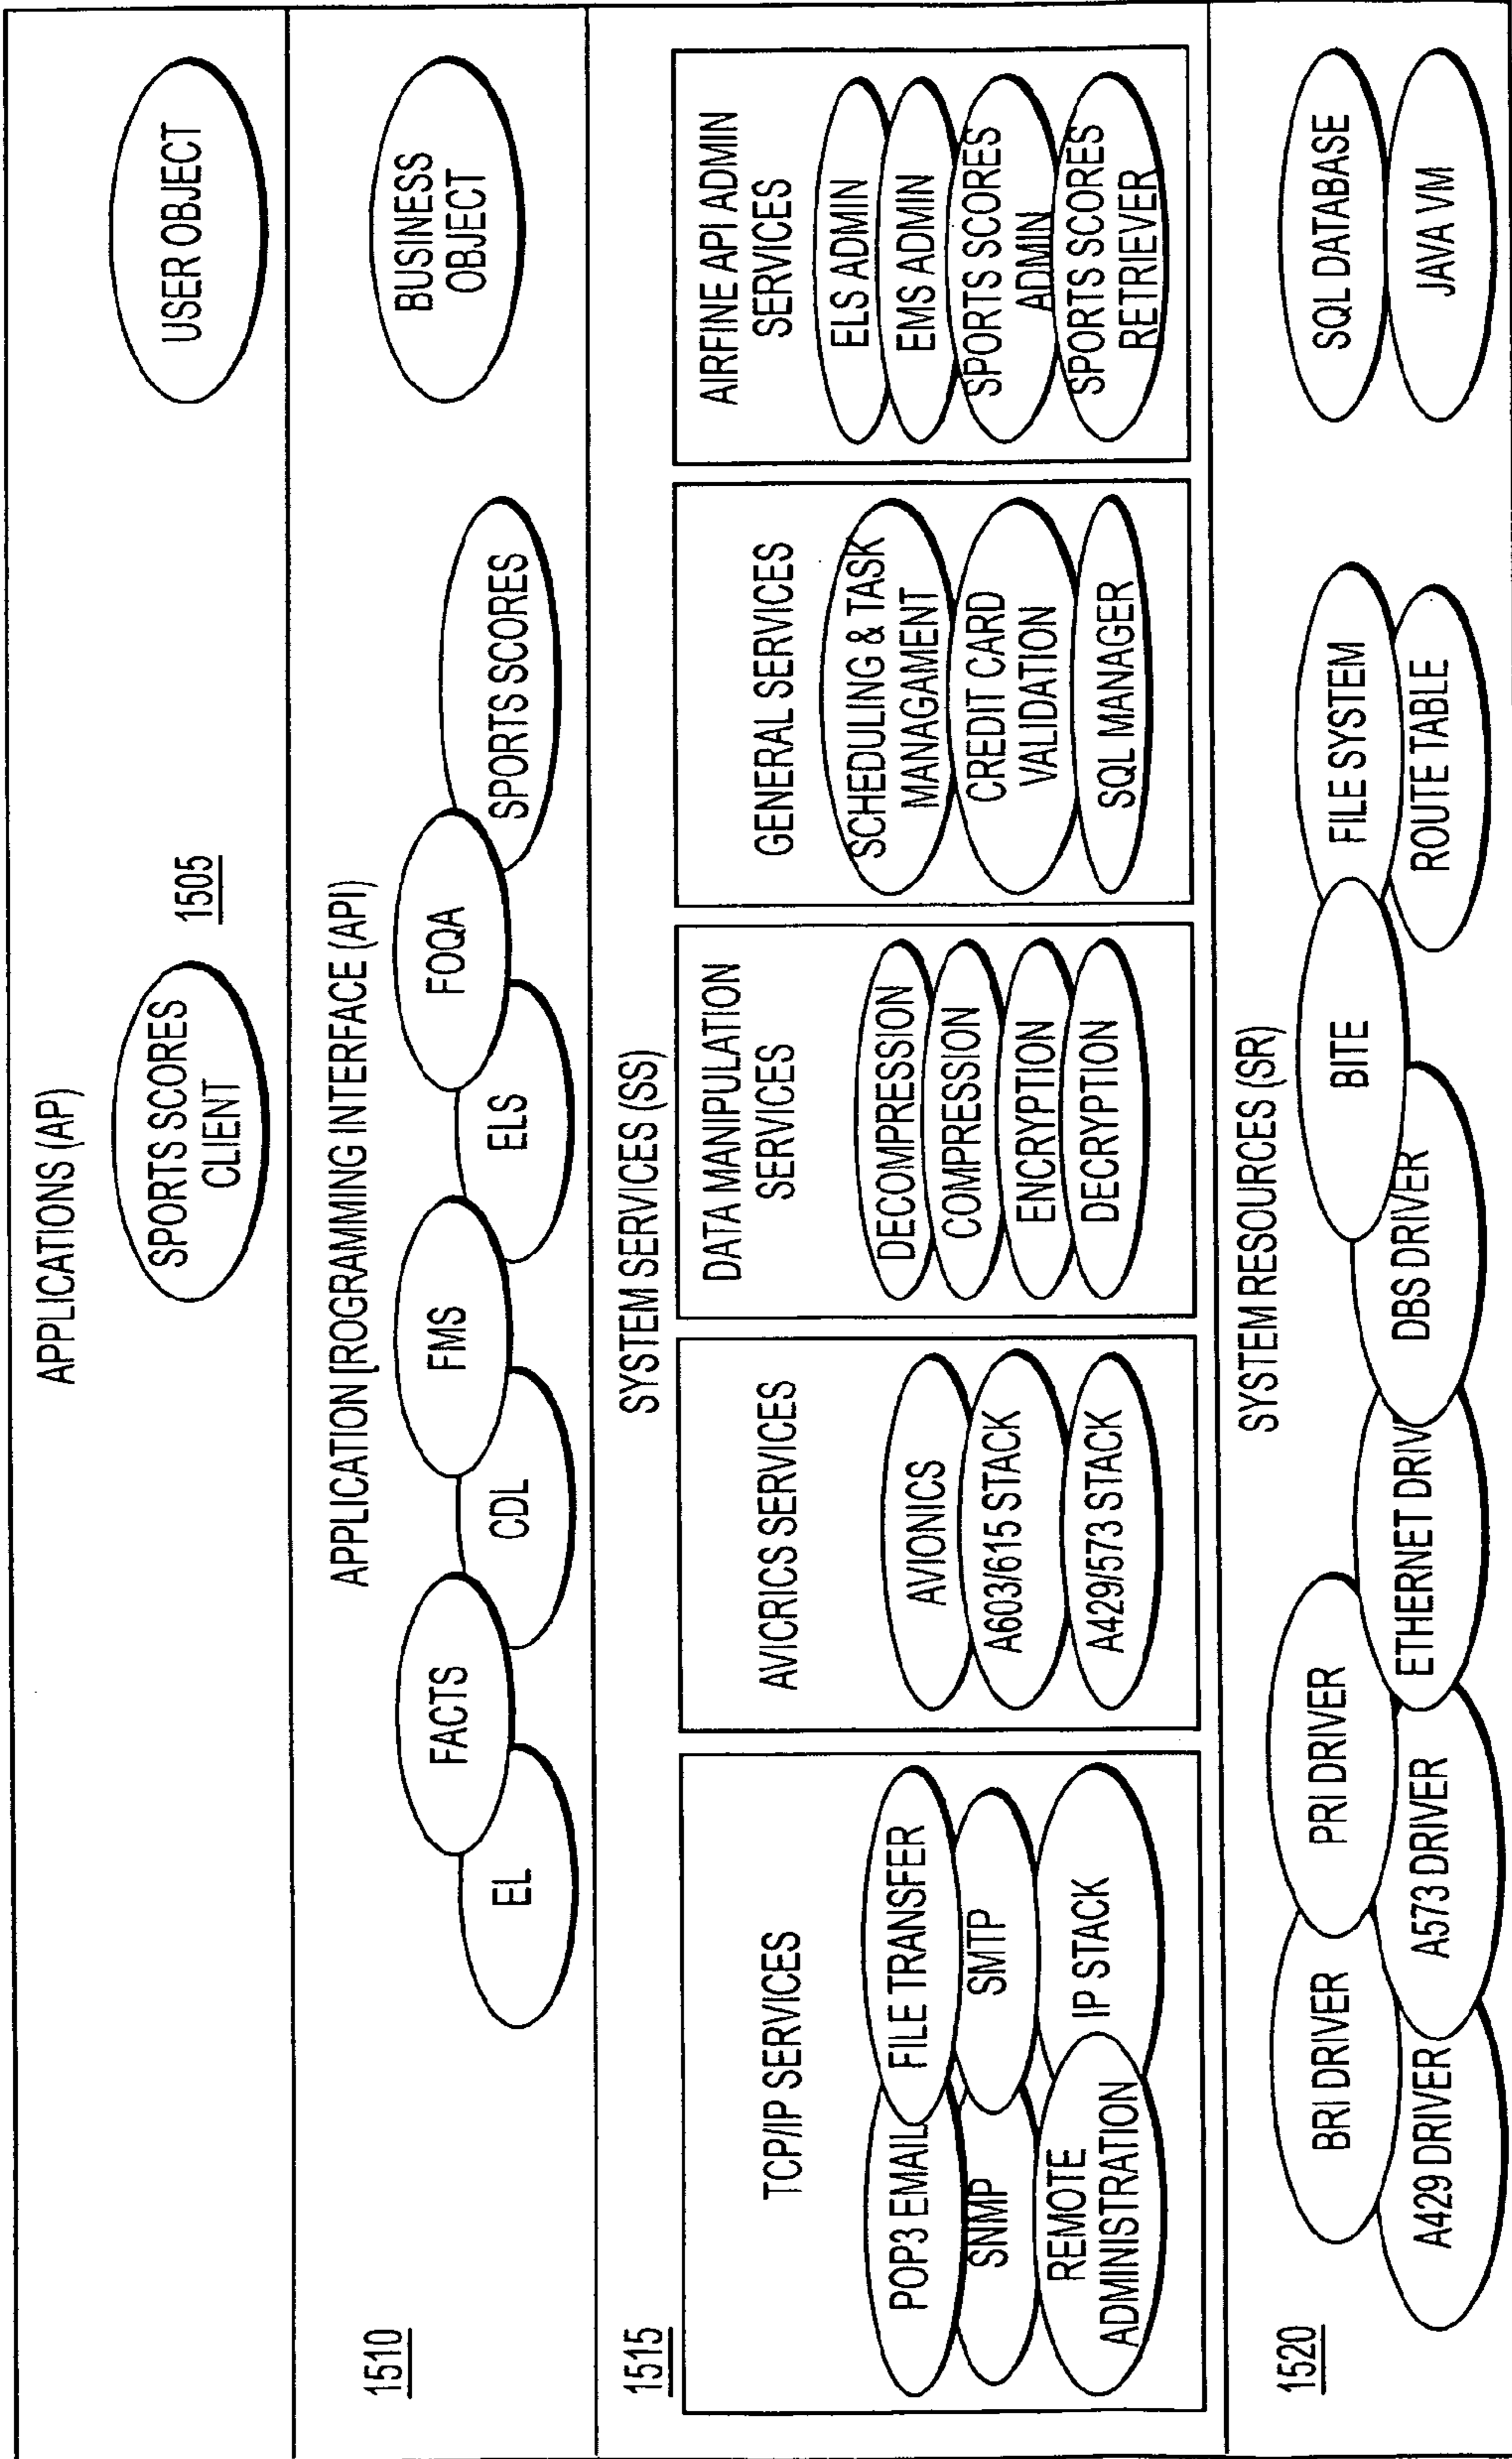 APPLICATIONS (AP)
SPORTS SCORES
CLIENT
1505
USER OBJECT
APPLICATION [ROGRAMMING INTERFACE (API)
1510
EL
FACTS
CDL
FMS
ELS
FOQA
SPORTS SCORES
BUSINESS
OBJECT
SYSTEM SERVICES (SS)
1515
TCP/IP SERVICES
POP3 EMAIL
FILE TRANSFER
SNMP
SMTP
REMOTE
ADMINISTRATION
IP STACK
AVICRICS SERVICES
AVIONICS
A603/615 STACK
A429/573 STACK
DATA MANIPULATION
SERVICES
DECOMPRESSION
COMPRESSION
ENCRYPTION
DECRYPTION
GENERAL SERVICES
SCHEDULING & TASK
MANAGAMENT
CREDIT CARD
VALIDATION
SQL MANAGER
AIRFINE API ADMIN
SERVICES
ELS ADMIN
EMS ADMIN
SPORTS SCORES
ADMIN
SPORTS SCORES
RETRIEVER
SYSTEM RESOURCES (SR)
1520
BRI DRIVER
PRI DRIVER
A429 DRIVER
A573 DRIVER
ETHERNET DRIV
DBS DRIVER
BITE
FILE SYSTEM
ROUTE TABLE
SQL DATABASE
JAVA VM